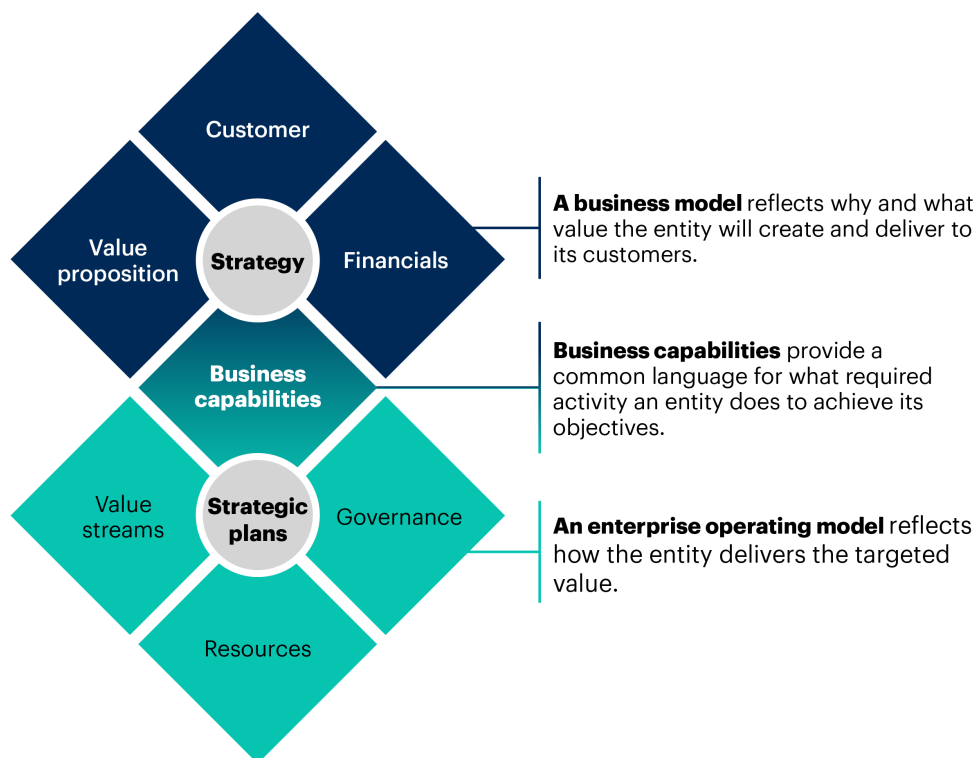 Customer
Value
proposition
Strategy
Financials
Business
capabilities
Value
streams
Strategic
plans
Governance
Resources
A business model reflects why and what
value the entity will create and deliver to
its customers.
Business capabilities provide a
common language for what required
activity an entity does to achieve its
objectives.
An enterprise operating model reflects
how the entity delivers the targeted
value.